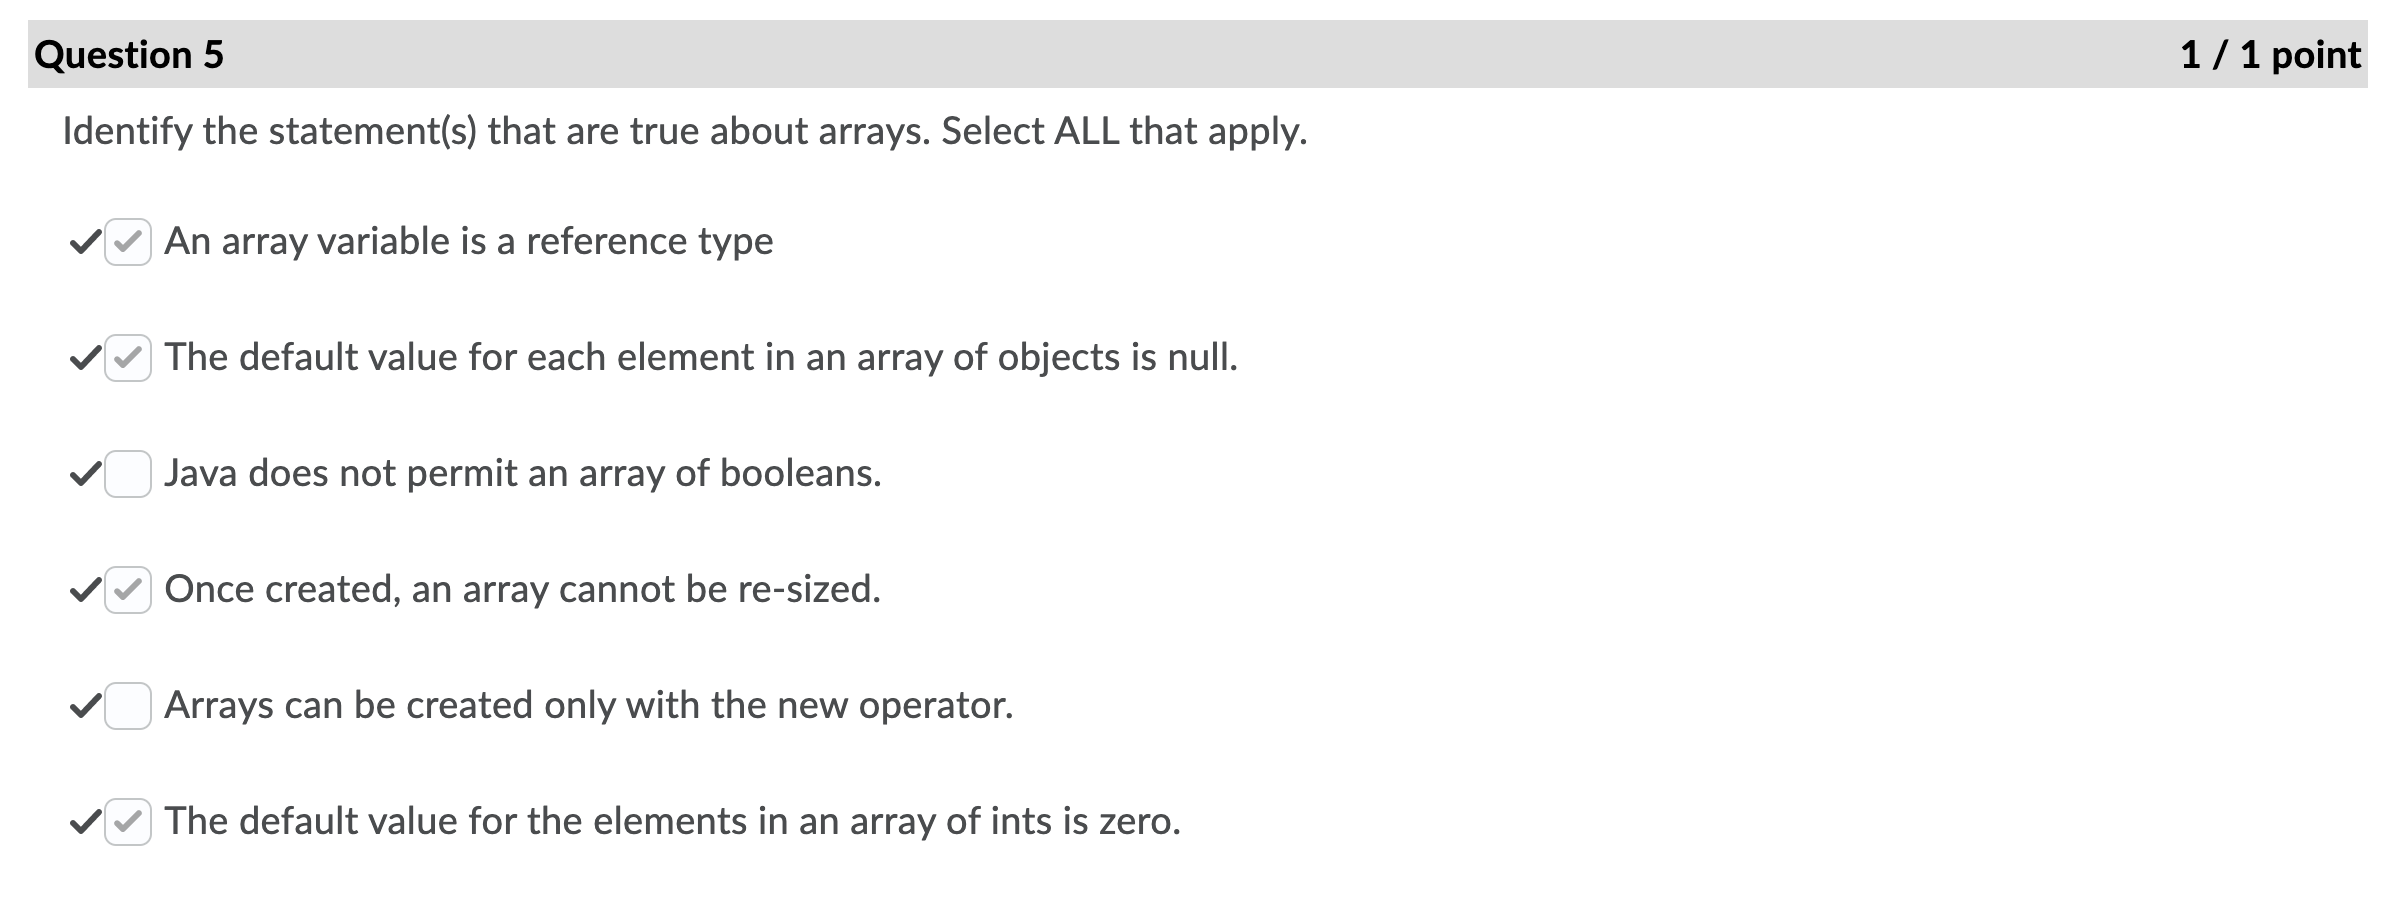 Question 5 1 / 1 point
Identify the statement(s) that are true about arrays. Select ALL that apply.
An array variable is a reference type
The default value for each element in an array of objects is null.
Java does not permit an array of booleans.
Once created, an array cannot be re-sized.
Arrays can be created only with the new operator.
The default value for the elements in an array of ints is zero.